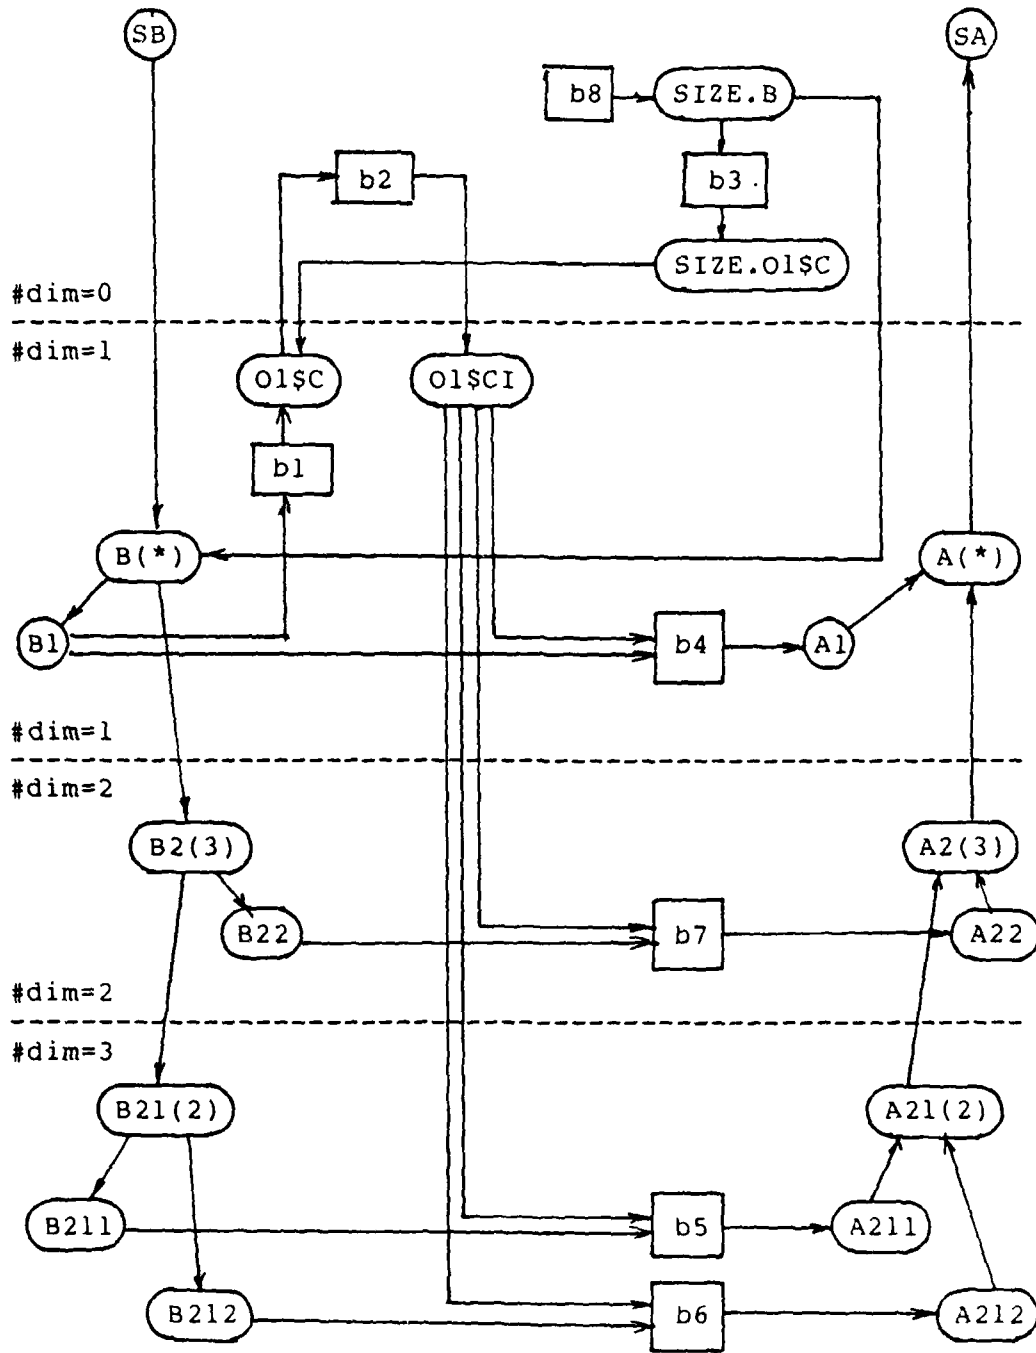 SB
SA
b8
SIZE.B
b2
b3
SIZE.O1$C
#dim=0
#dim=1
O1$C
O1$CI
b1
B(*)
A(*)
B1
b4
A1
#dim=1
#dim=2
B2(3)
A2(3)
B22
b7
A22
#dim=2
#dim=3
B21(2)
A21(2)
B211
b5
A211
B212
b6
A212